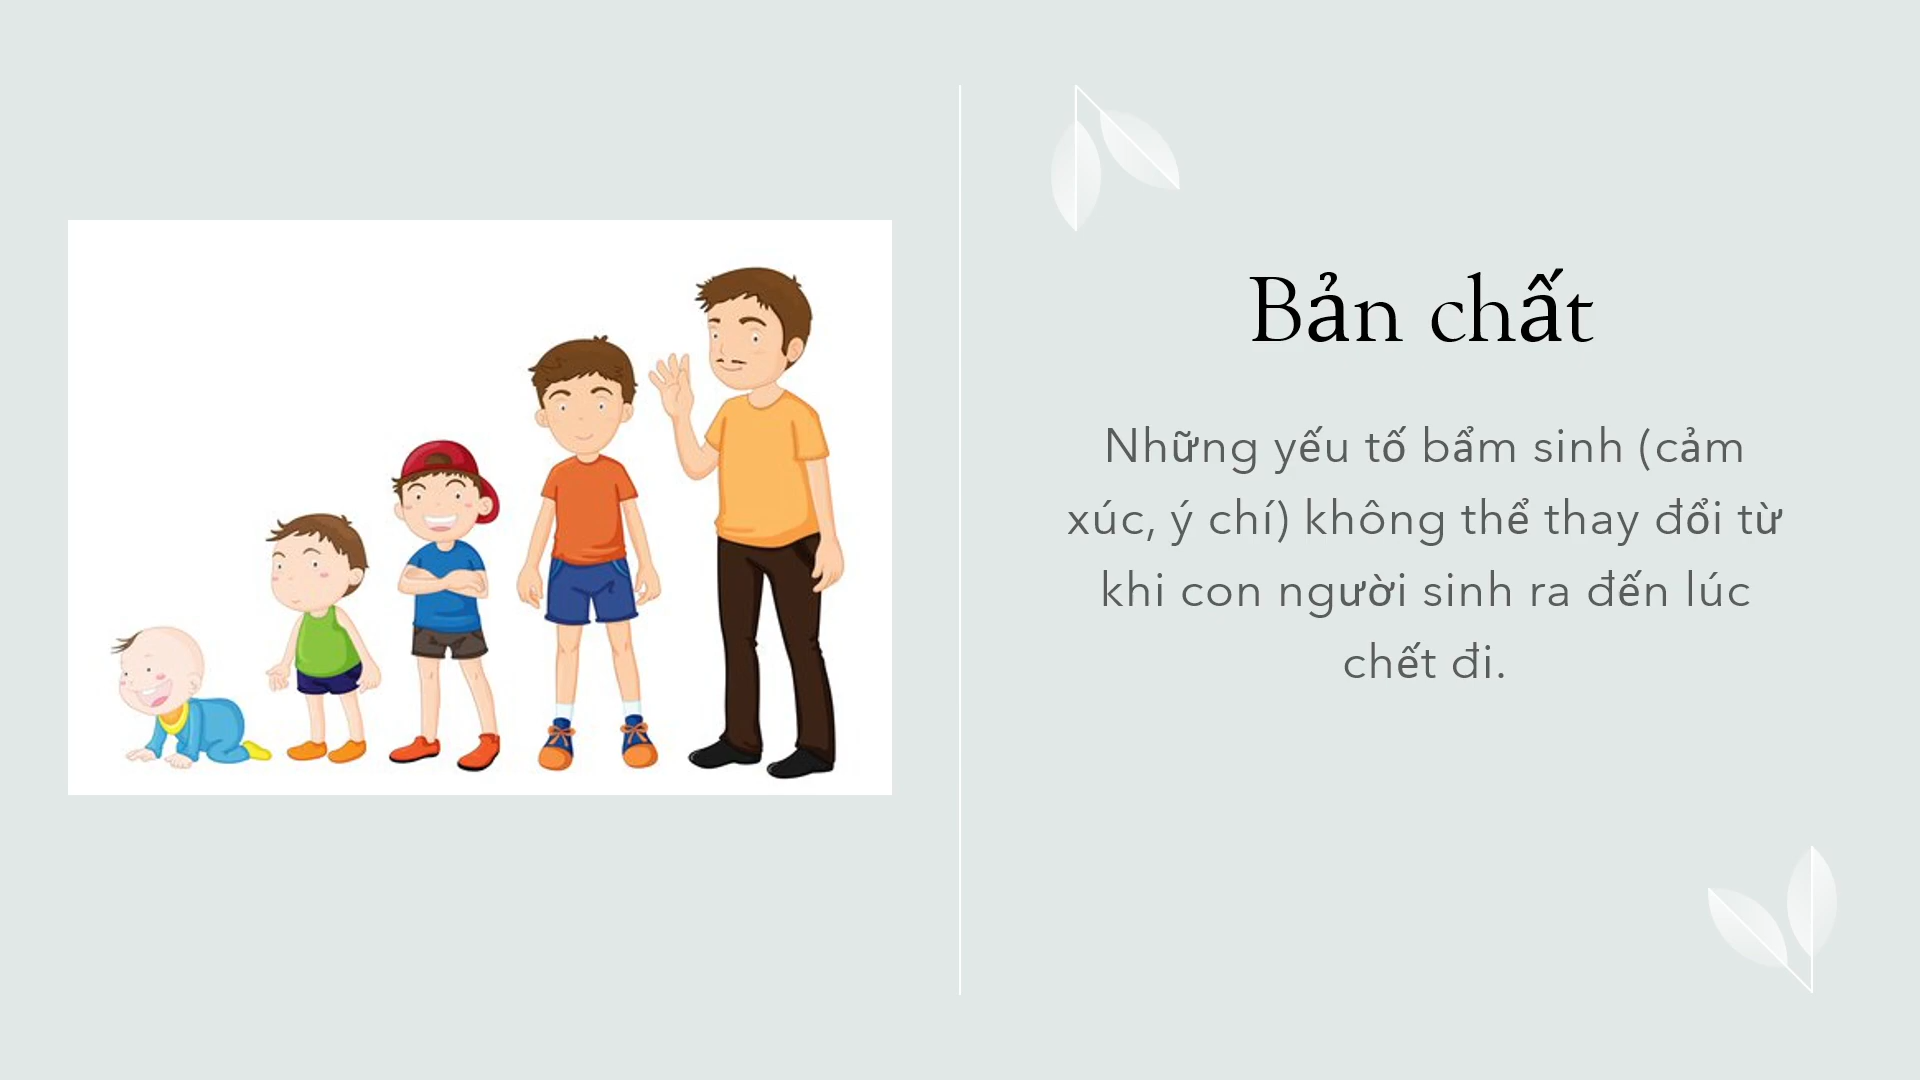 Bản chất
Những yếu tố bẩm sinh (cảm
xúc, ý chí) không thể thay đổi từ
khi con người sinh ra đến lúc
chết đi.